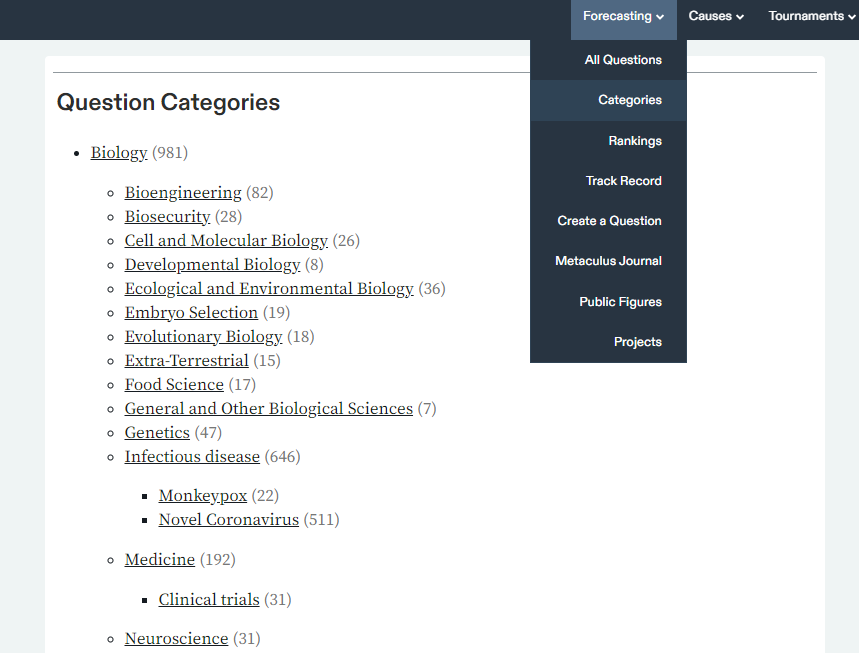 Forecasting Causes Tournaments
All Questions
Categories
Rankings
Track Record
Create a Question
Metaculus Journal
Public Figures
Projects
Question Categories
Biology (981)
Bioengineering (82)
Biosecurity (28)
Cell and Molecular Biology (26)
Developmental Biology (8)
Ecological and Environmental Biology (36)
Embryo Selection (19)
Evolutionary Biology (18)
Extra-Terrestrial (15)
Food Science (17)
General and Other Biological Sciences (7)
Genetics (47)
Infectious disease (646)
Monkeypox (22)
Novel Coronavirus (511)
Medicine (192)
Clinical trials (31)
Neuroscience (31)